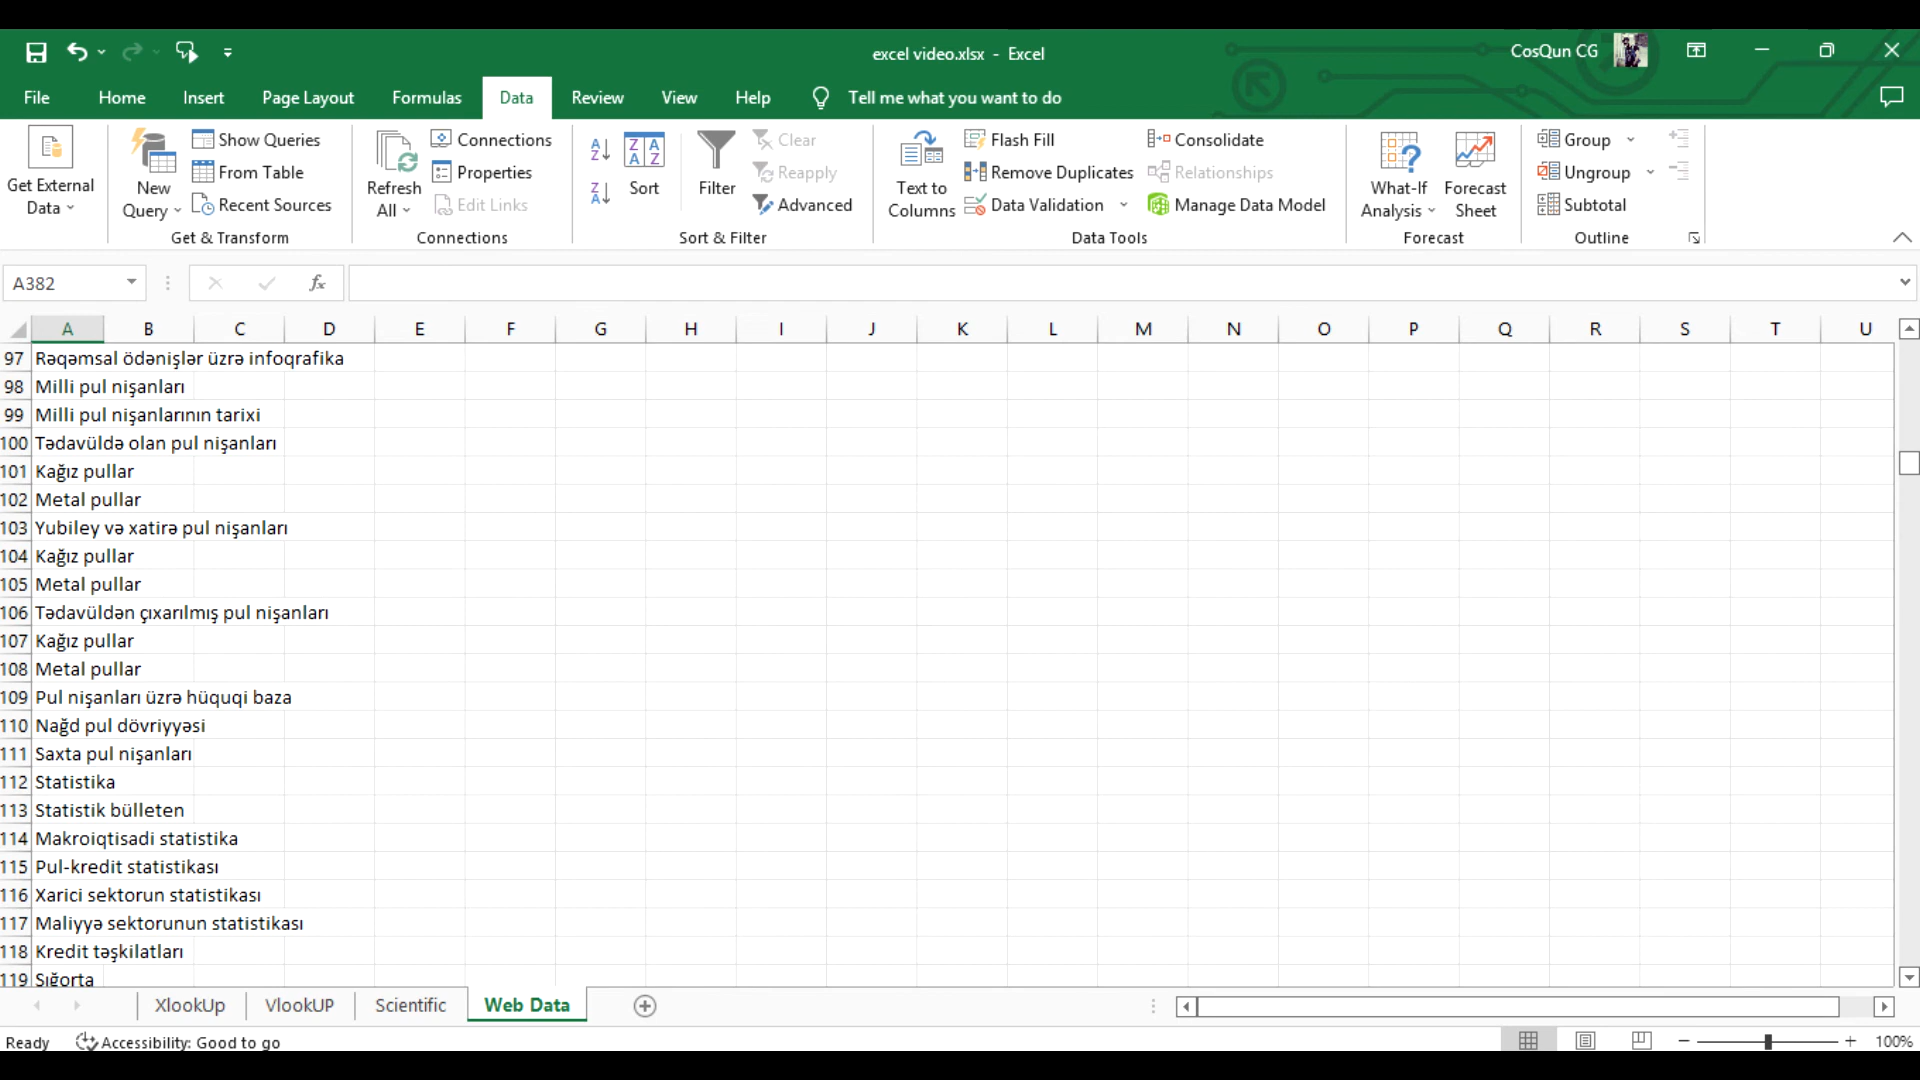 excel video.xlsx - Excel
CosQun CG
File Home Insert Page Layout Formulas Data Review View Help Tell me what you want to do
Get External Data
New Query
Show Queries
From Table
Recent Sources
Get & Transform
Refresh All
Connections
Properties
Edit Links
Connections
Sort
Filter
Clear
Reapply
Advanced
Sort & Filter
Text to Columns
Flash Fill
Remove Duplicates
Data Validation
Consolidate
Relationships
Manage Data Model
Data Tools
What-If Analysis
Forecast Sheet
Forecast
Group
Ungroup
Subtotal
Outline
A382
fx
A B C D E F G H I J K L M N O P Q R S T U
97 Rəqəmsal ödənişlər üzrə infoqrafika
98 Milli pul nişanları
99 Milli pul nişanlarının tarixi
100 Tədavüldə olan pul nişanları
101 Kağız pullar
102 Metal pullar
103 Yubiley və xatirə pul nişanları
104 Kağız pullar
105 Metal pullar
106 Tədavüldən çıxarılmış pul nişanları
107 Kağız pullar
108 Metal pullar
109 Pul nişanları üzrə hüquqi baza
110 Nağd pul dövriyyəsi
111 Saxta pul nişanları
112 Statistika
113 Statistik bülleten
114 Makroiqtisadi statistika
115 Pul-kredit statistikası
116 Xarici sektorun statistikası
117 Maliyyə sektorunun statistikası
118 Kredit təşkilatları
119 Sığorta
XlookUp VlookUP Scientific Web Data
Ready Accessibility: Good to go 100%